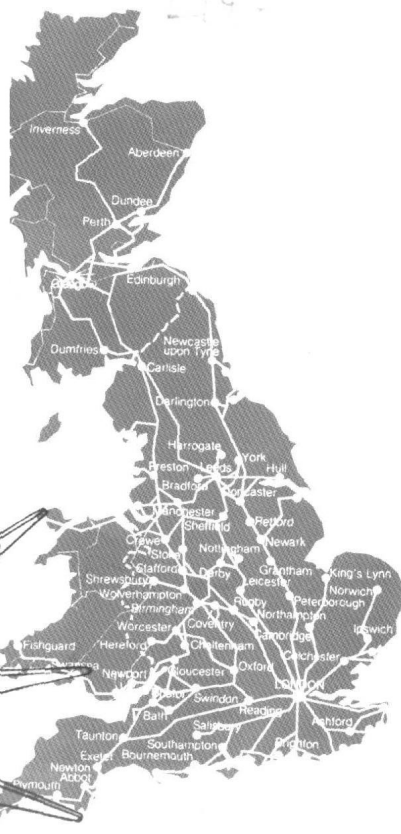 Inverness
Aberdeen
Dundee
Perth
Edinburgh
Newcastle
upon Tyne
Dumfries
Carlisle
Darlington
Harrogate
York
Preston
Leeds
Hull
Bradford
Doncaster
Manchester
Sheffield
Retford
Crewe
Newark
Stoke
Nottingham
Stafford
Derby
Grantham
King's Lynn
Shrewsbury
Leicester
Norwich
Wolverhampton
Peterborough
Birmingham
Rugby
Northampton
Worcester
Coventry
Ipswich
Cambridge
Fishguard
Hereford
Cheltenham
Colchester
Swansea
Gloucester
Oxford
Newport
LONDON
Bristol
Swindon
Reading
Bath
Ashford
Salisbury
Taunton
Southampton
Brighton
Exeter
Bournemouth
Newton
Abbot
Plymouth